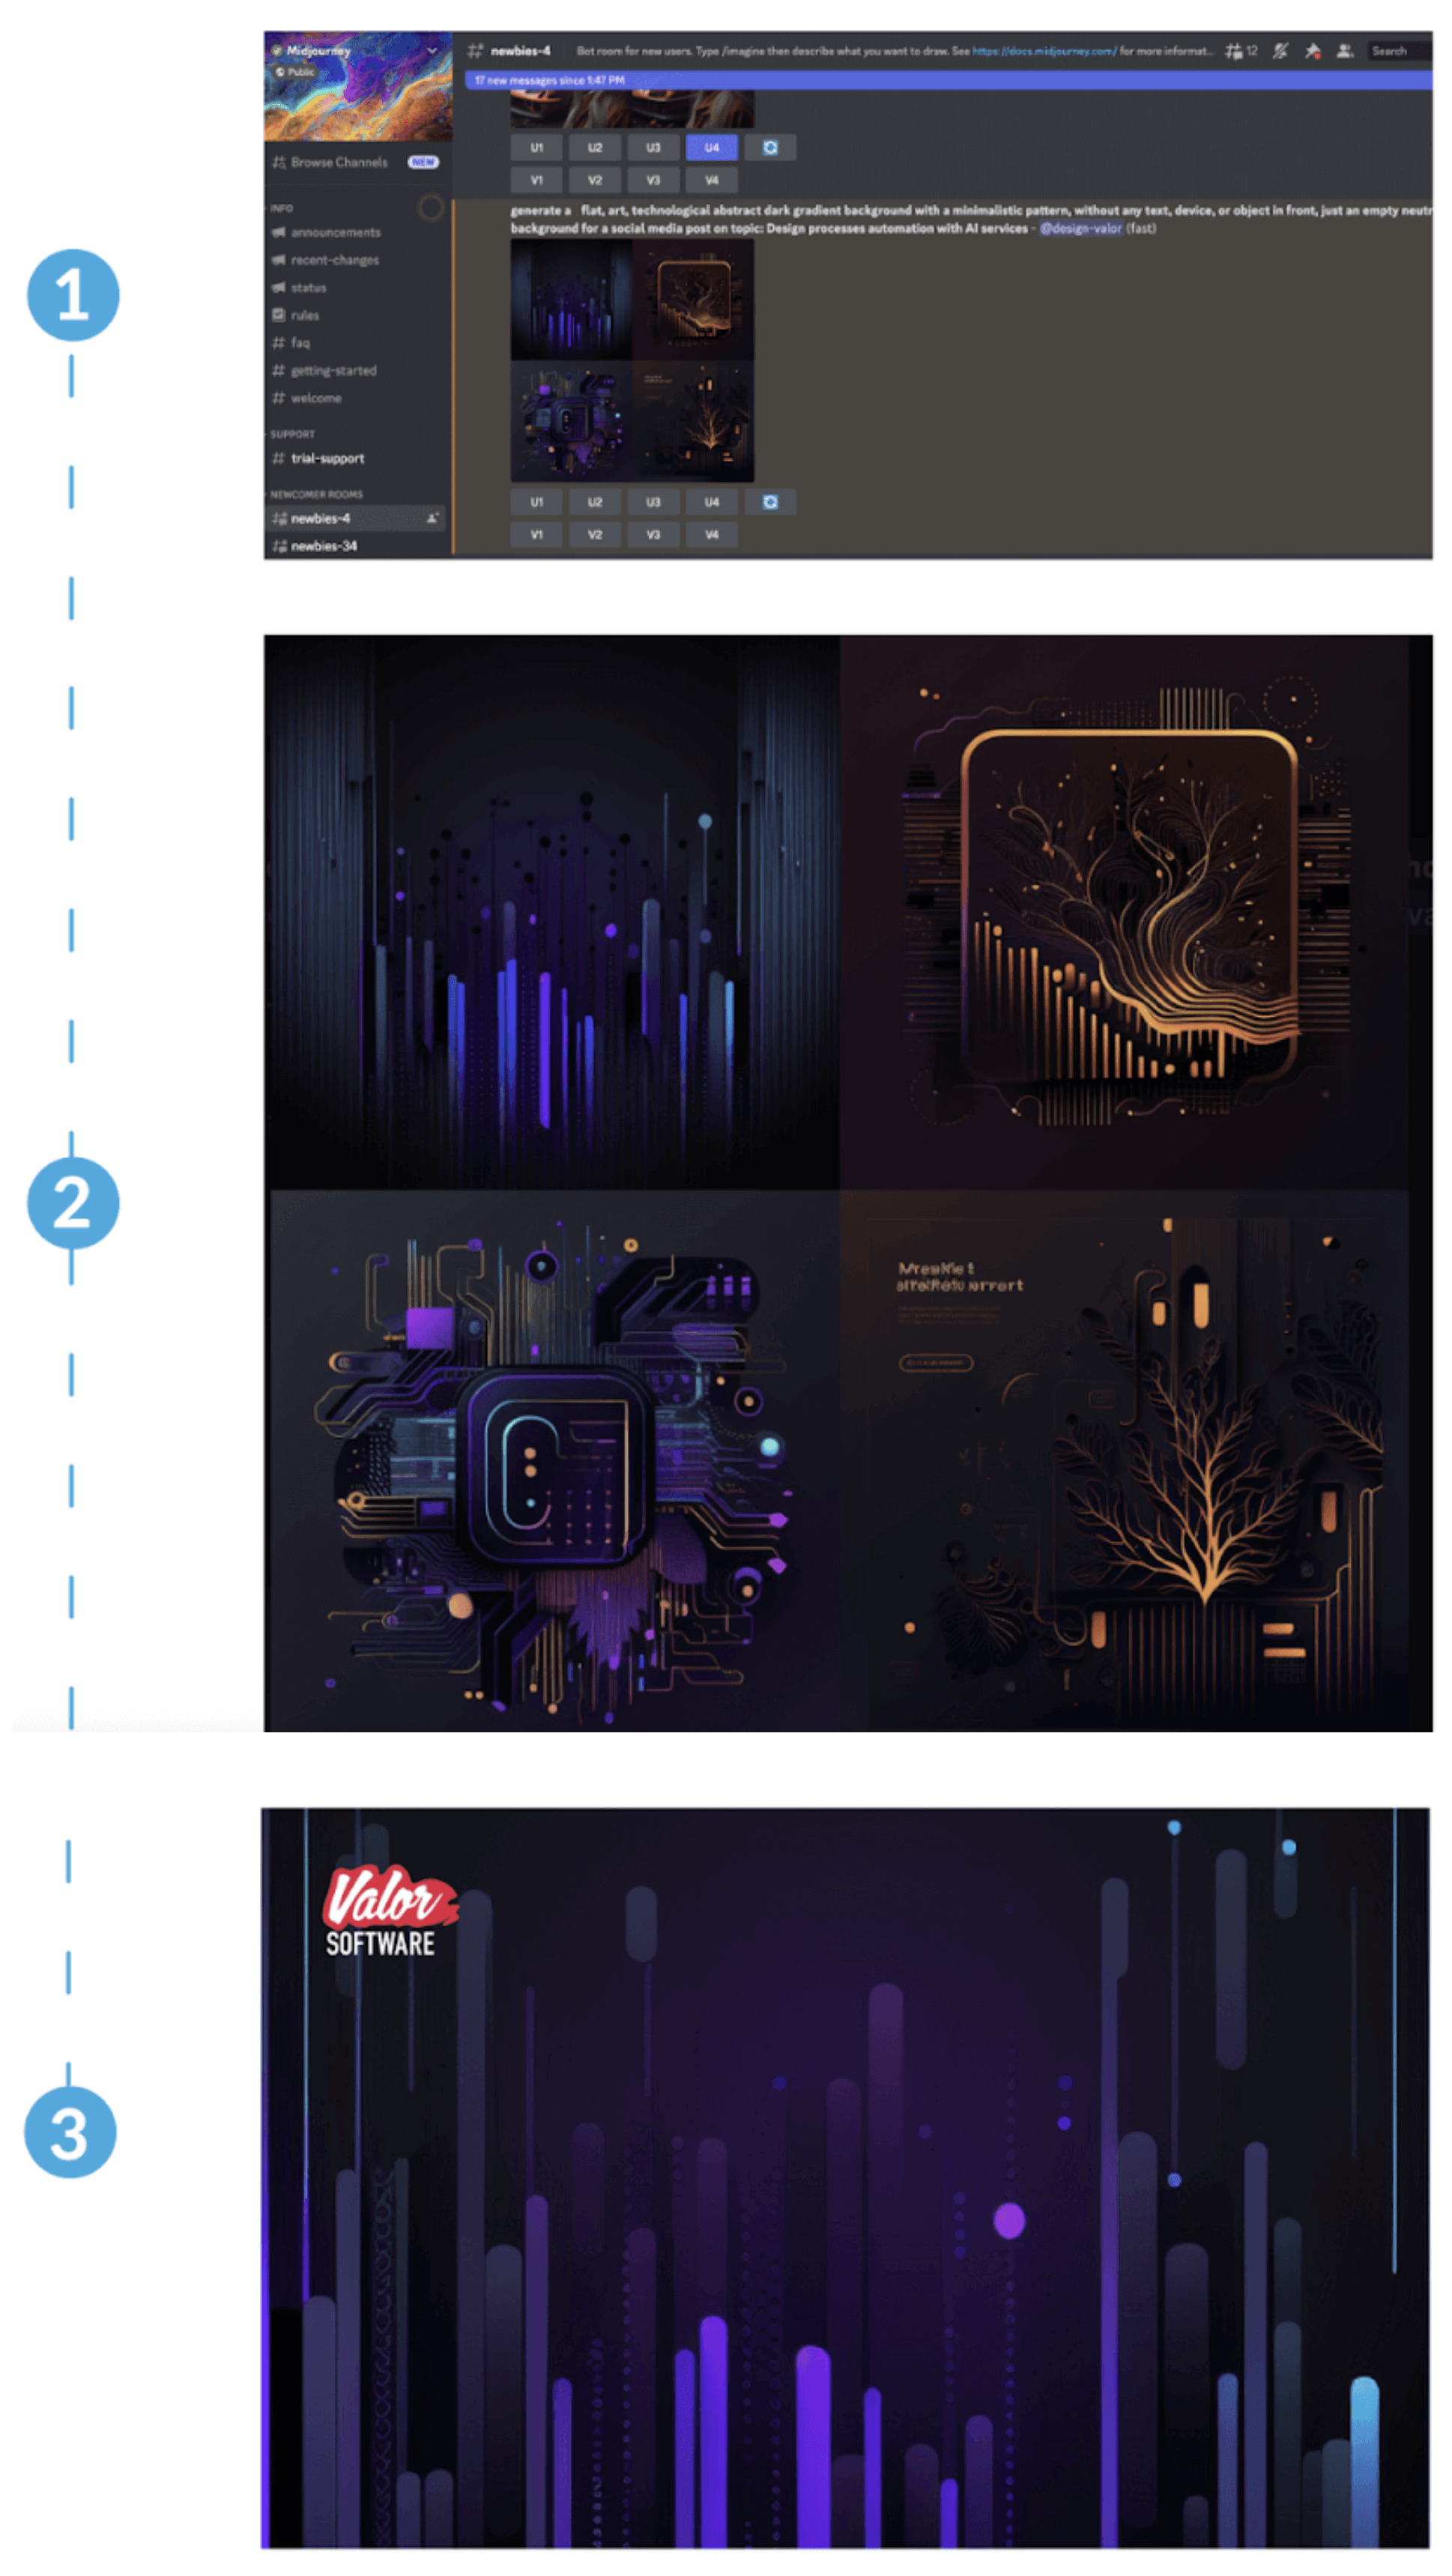 Midjourney
Public
newbies-4 Bot room for new users. Type /imagine then describe what you want to draw. See https://docs.midjourney.com/ for more informat... 12 Search
17 new messages since 1:47 PM
Browse Channels NEW
INFO
announcements
recent-changes
status
rules
# faq
# getting-started
# welcome
SUPPORT
# trial-support
NEWCOMER ROOMS
newbies-4
newbies-34
U1 U2 U3 U4
V1 V2 V3 V4
generate a flat, art, technological abstract dark gradient background with a minimalistic pattern, without any text, device, or object in front, just an empty neutr
background for a social media post on topic: Design processes automation with AI services - @design-valor (fast)
U1 U2 U3 U4
V1 V2 V3 V4
1
2
3
Valor
SOFTWARE